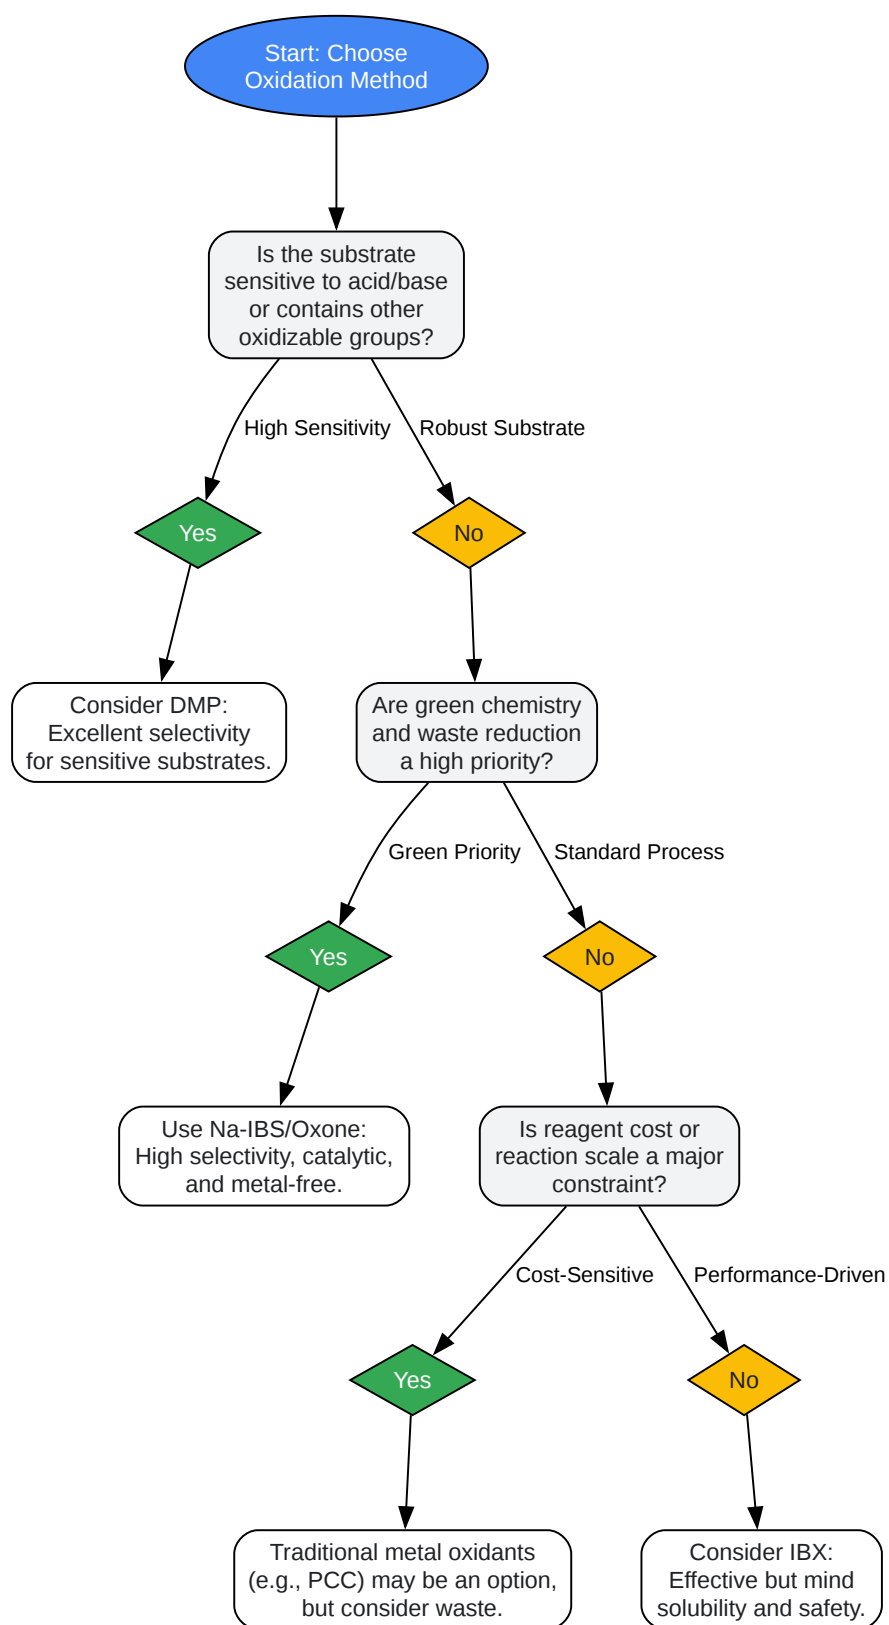 Start: Choose
Oxidation Method
Is the substrate
sensitive to acid/base
or contains other
oxidizable groups?
High Sensitivity
Robust Substrate
Yes
No
Consider DMP:
Excellent selectivity
for sensitive substrates.
Are green chemistry
and waste reduction
a high priority?
Green Priority
Standard Process
Yes
No
Use Na-IBS/Oxone:
High selectivity, catalytic,
and metal-free.
Is reagent cost or
reaction scale a major
constraint?
Cost-Sensitive
Performance-Driven
Yes
No
Traditional metal oxidants
(e.g., PCC) may be an option,
but consider waste.
Consider IBX:
Effective but mind
solubility and safety.